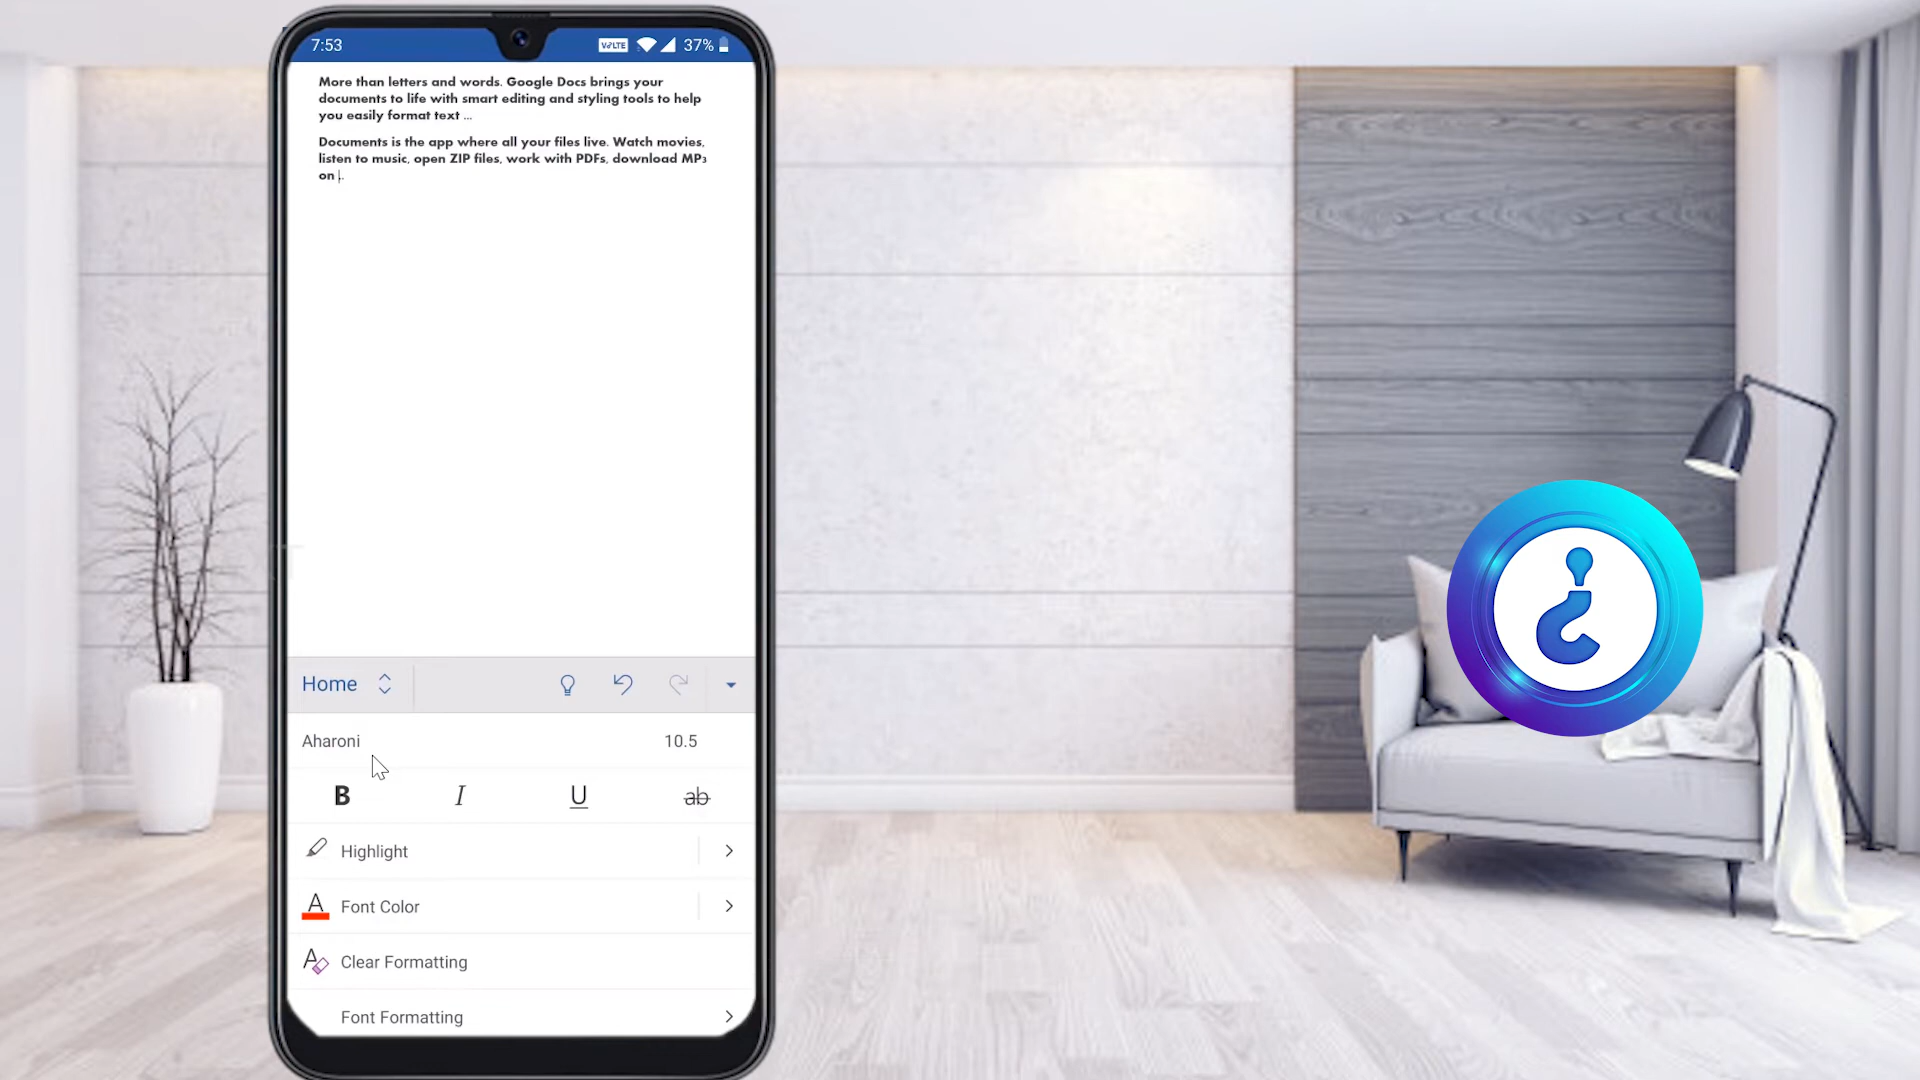 7:53
VoLTE
37%
More than letters and words. Google Docs brings your
documents to life with smart editing and styling tools to help
you easily format text ...
Documents is the app where all your files live. Watch movies,
listen to music, open ZIP files, work with PDFs, download MP3
on .
Home
Aharoni 10.5
B I U ab
Highlight
A Font Color
A Clear Formatting
Font Formatting